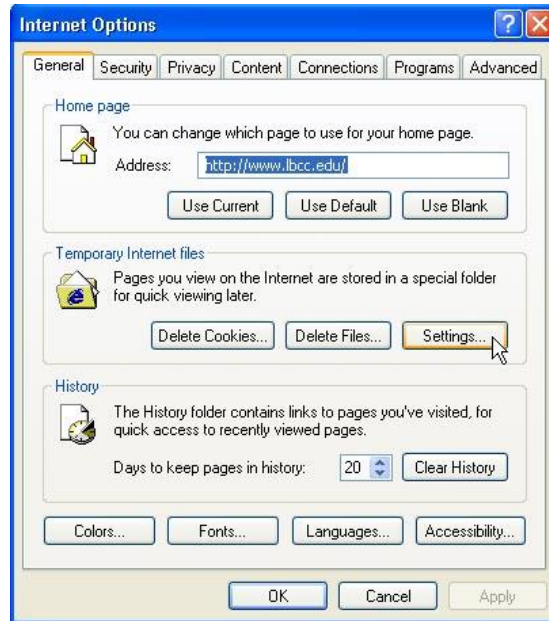 Internet Options
General Security Privacy Content Connections Programs Advanced
Home page
You can change which page to use for your home page.
Address: http://www.lbcc.edu/
Use Current Use Default Use Blank
Temporary Internet files
Pages you view on the Internet are stored in a special folder
for quick viewing later.
Delete Cookies... Delete Files... Settings...
History
The History folder contains links to pages you've visited, for
quick access to recently viewed pages.
Days to keep pages in history: 20 Clear History
Colors... Fonts... Languages... Accessibility...
OK Cancel Apply